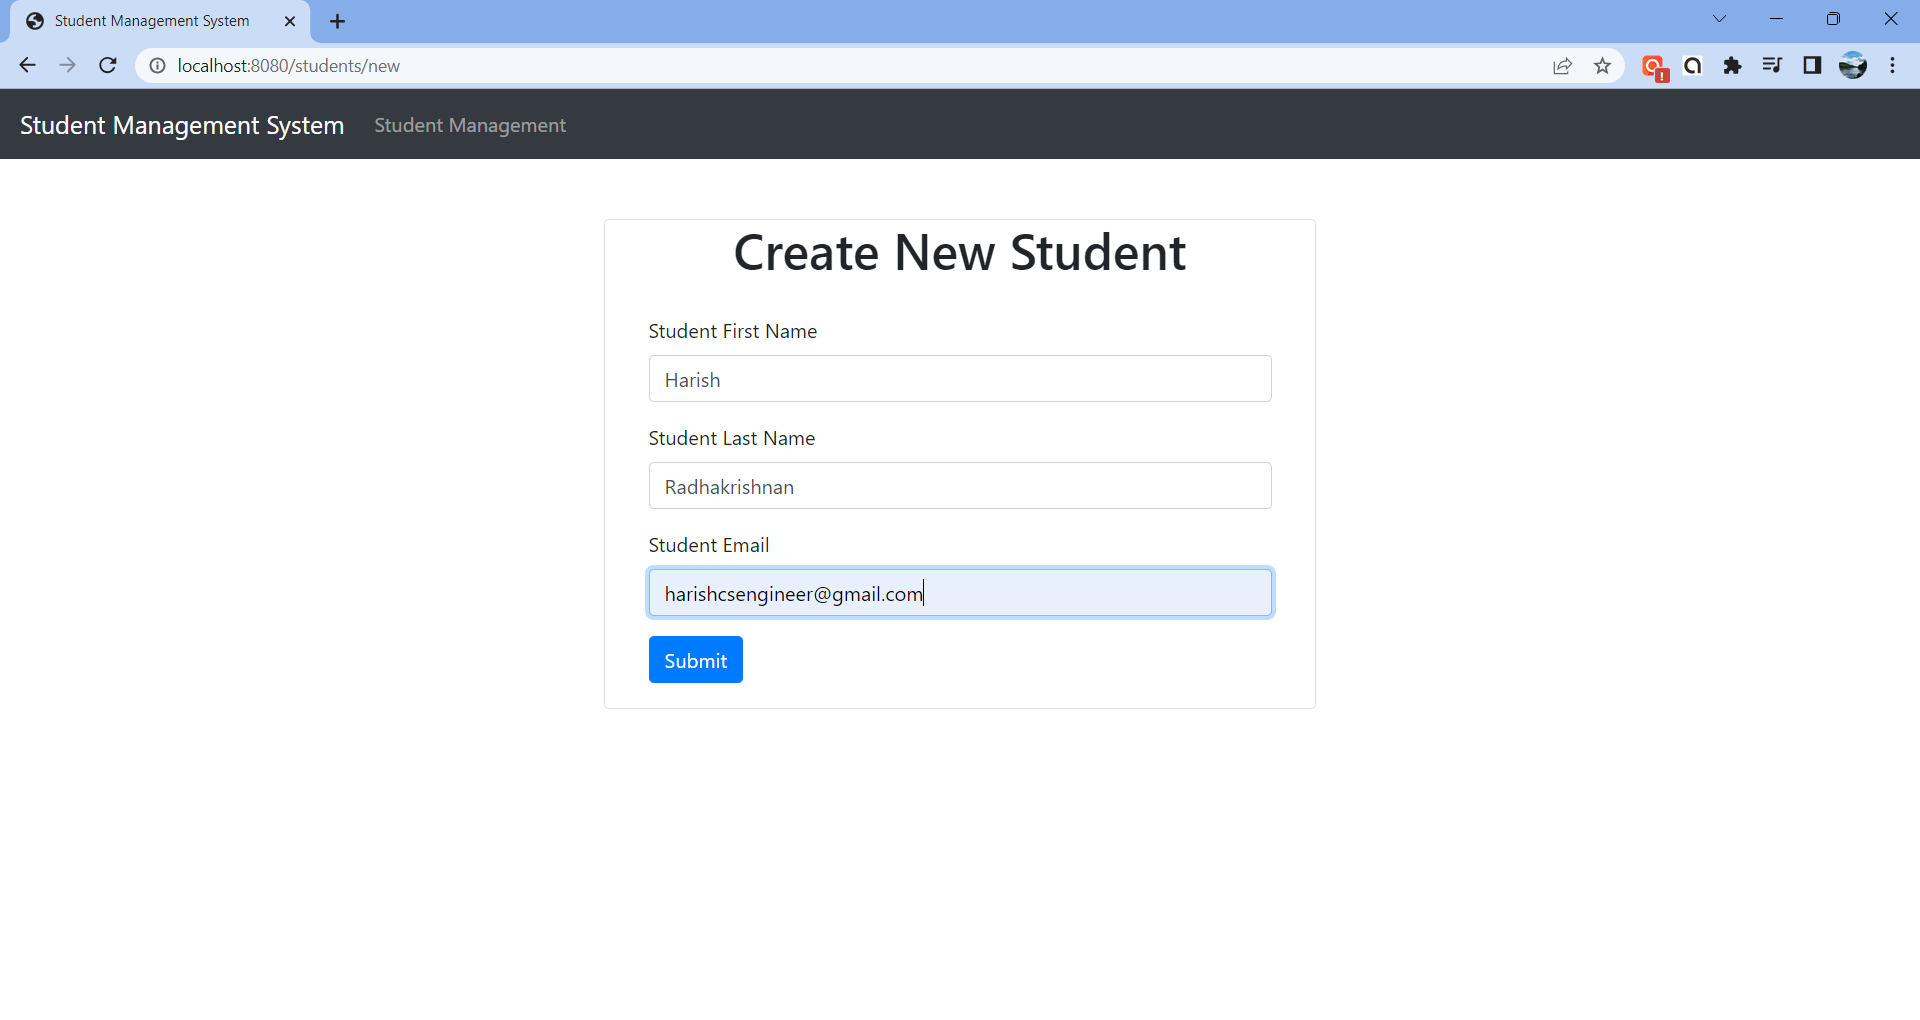 Student Management System
localhost:8080/students/new
Student Management System Student Management
Create New Student
Student First Name
Harish
Student Last Name
Radhakrishnan
Student Email
harishcsengineer@gmail.com
Submit